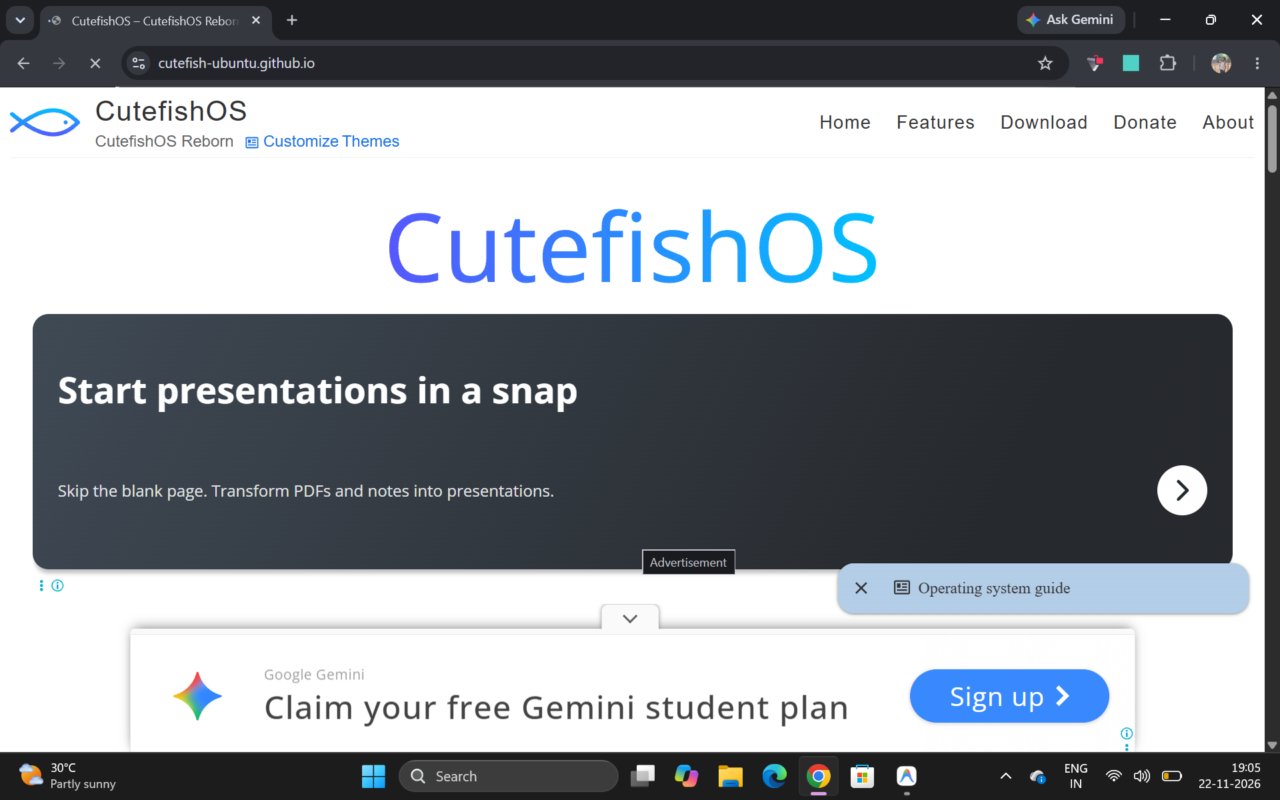 CutefishOS – CutefishOS Rebor
Ask Gemini
cutefish-ubuntu.github.io
CutefishOS
CutefishOS Reborn Customize Themes
Home Features Download Donate About
CutefishOS
Start presentations in a snap
Skip the blank page. Transform PDFs and notes into presentations.
Advertisement
Operating system guide
Google Gemini
Claim your free Gemini student plan
Sign up
30°C
Partly sunny
Search
ENG
IN
19:05
22-11-2026